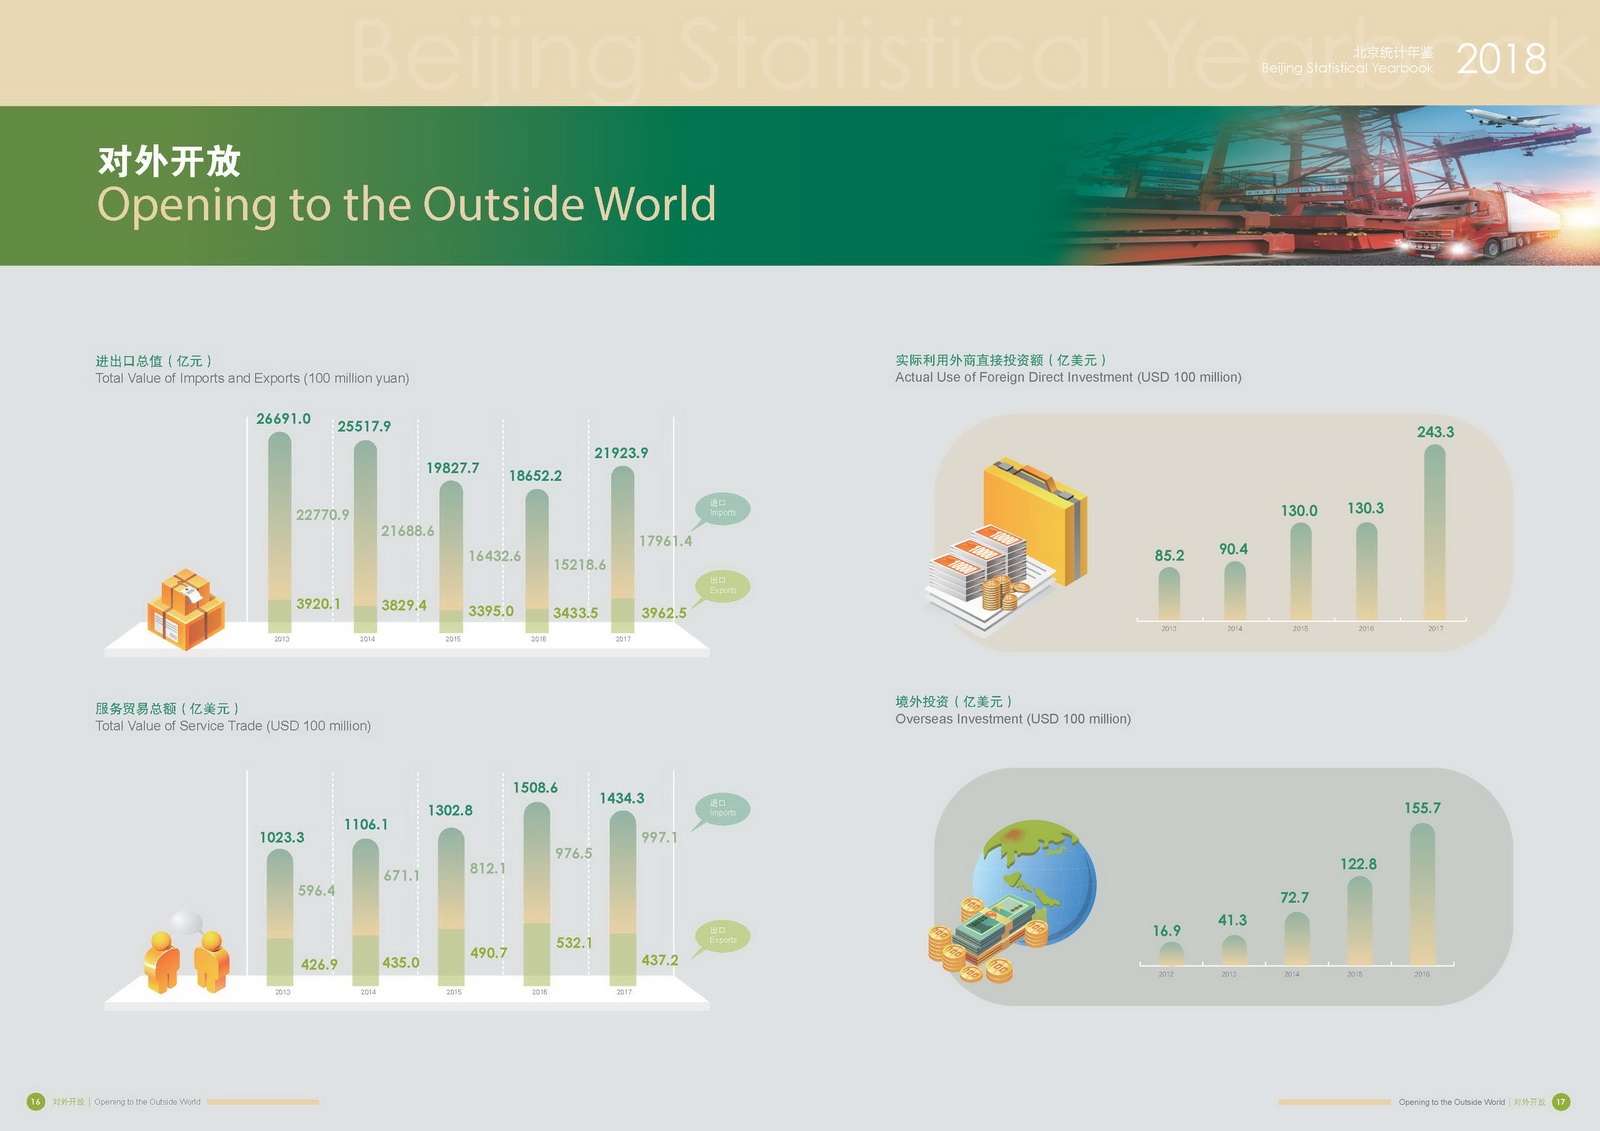 Beijing Statistical Yearbook
北京统计年鉴
Beijing Statistical Yearbook
2018
对外开放
Opening to the Outside World
进出口总值（亿元）
Total Value of Imports and Exports (100 million yuan)
26691.0
25517.9
19827.7
18652.2
21923.9
22770.9
21688.6
16432.6
15218.6
17961.4
进口
Imports
3920.1
3829.4
3395.0
3433.5
3962.5
出口
Exports
2013
2014
2015
2016
2017
实际利用外商直接投资额（亿美元）
Actual Use of Foreign Direct Investment (USD 100 million)
85.2
90.4
130.0
130.3
243.3
2013
2014
2015
2016
2017
服务贸易总额（亿美元）
Total Value of Service Trade (USD 100 million)
1023.3
1106.1
1302.8
1508.6
1434.3
596.4
671.1
812.1
976.5
997.1
进口
Imports
426.9
435.0
490.7
532.1
437.2
出口
Exports
2013
2014
2015
2016
2017
境外投资（亿美元）
Overseas Investment (USD 100 million)
16.9
41.3
72.7
122.8
155.7
2012
2013
2014
2015
2016
16 对外开放 | Opening to the Outside World
Opening to the Outside World | 对外开放 17